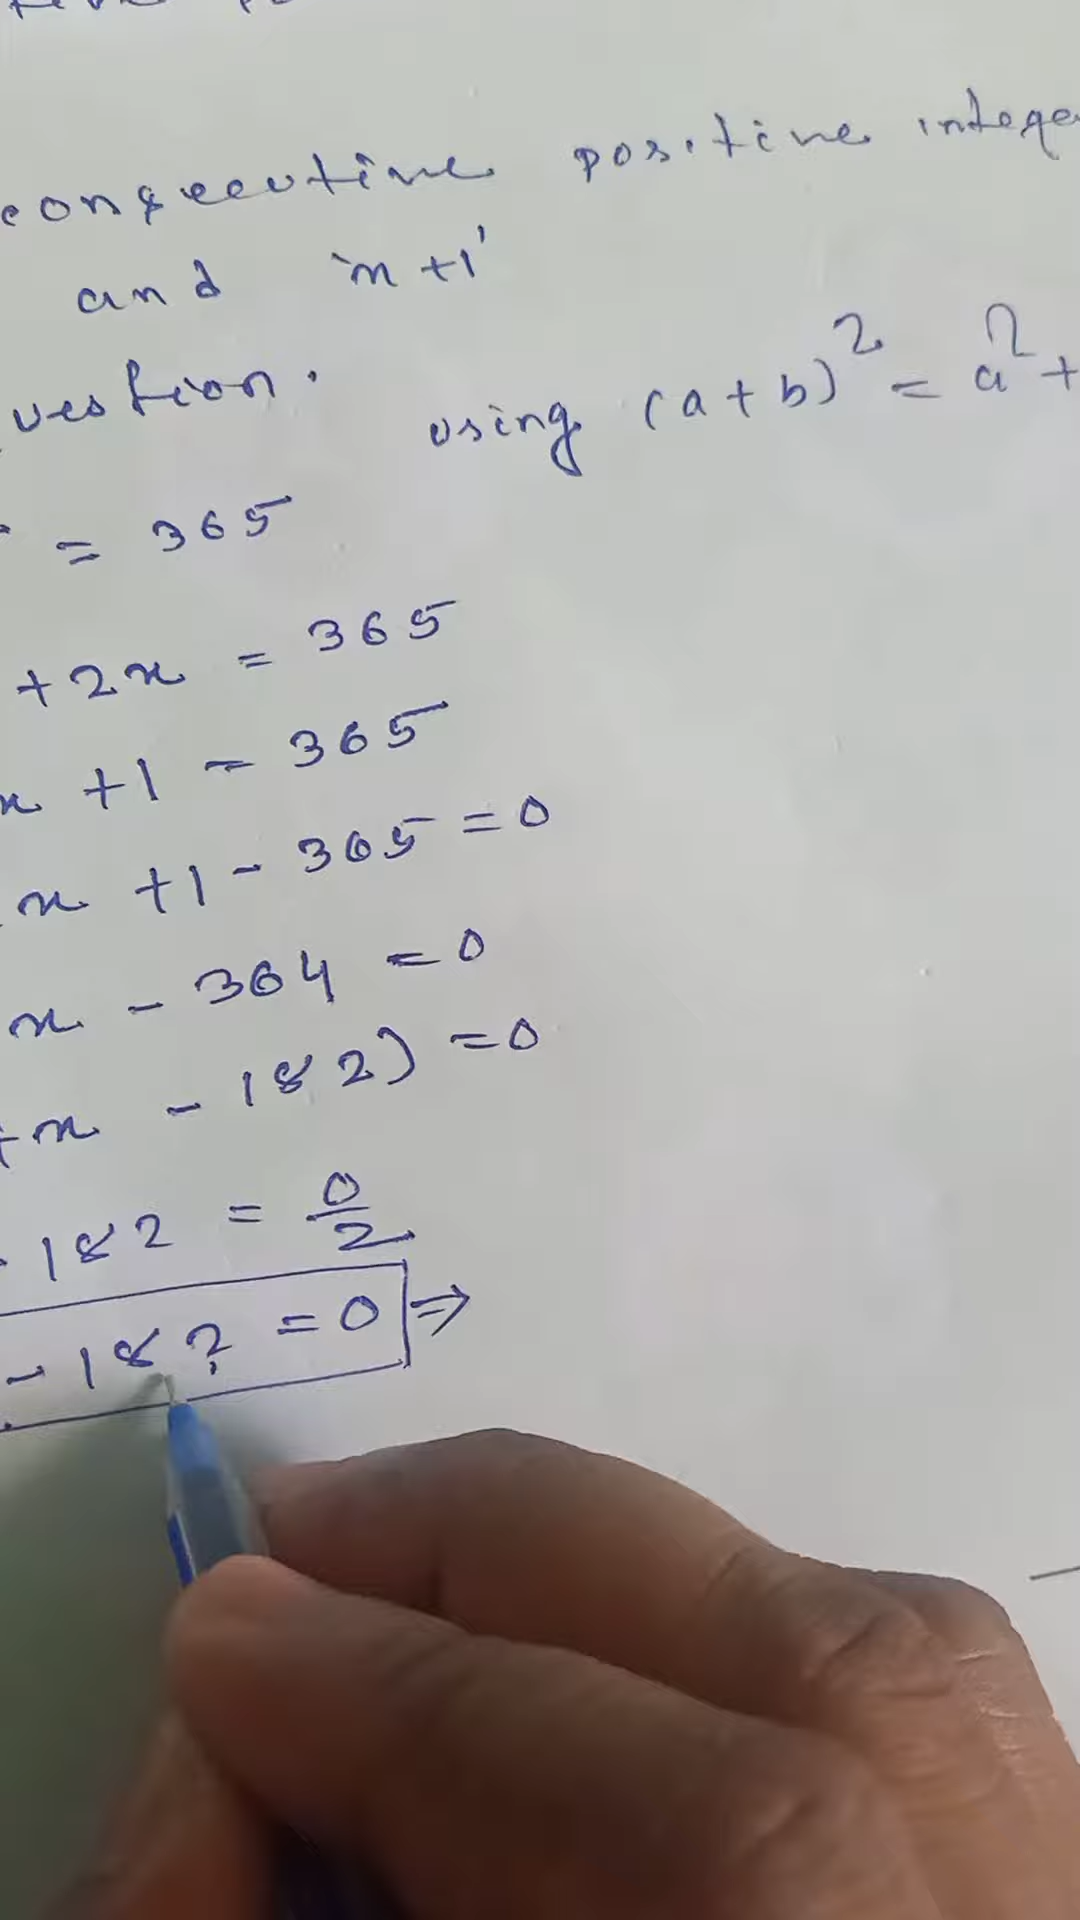 consecutive positive intege
and 'x+1'
uestion. using (a+b)² = a² +
= 365
+2x = 365
x +1 = 365
x +1 - 365 = 0
x - 364 = 0
+x - 182) = 0
- 182 = 0/2
- 182 = 0 ⇒